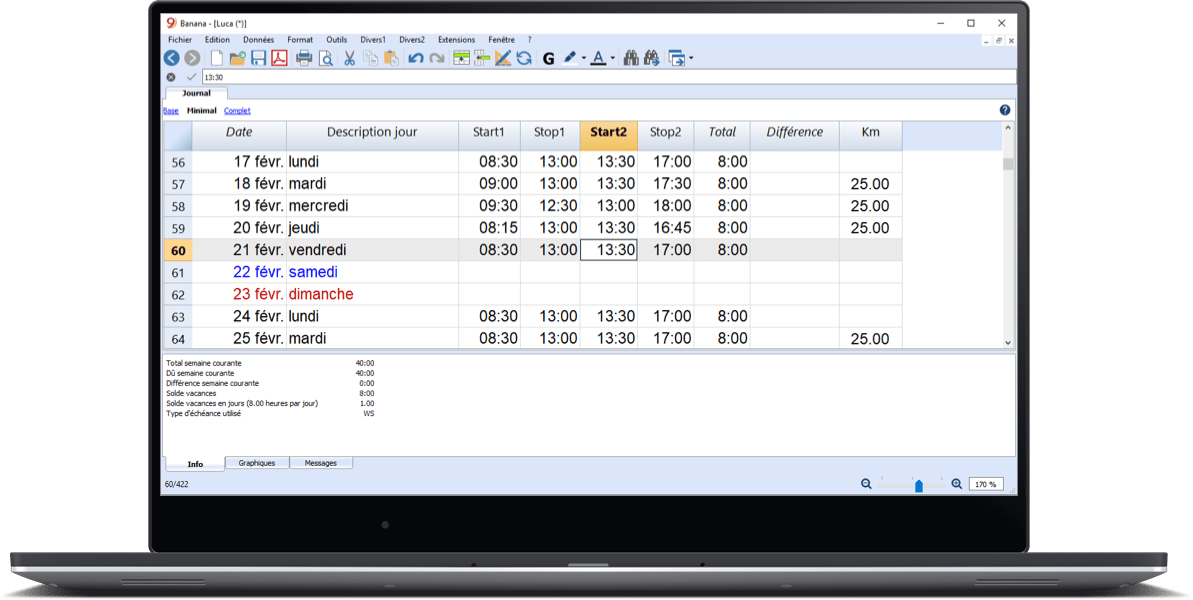 Banana - [Luca (*)]
Fichier Edition Données Format Outils Divers1 Divers2 Extensions Fenêtre ?
G A
13:30
Journal
Base Minimal Complet ?
Date Description jour Start1 Stop1 Start2 Stop2 Total Différence Km
56 17 févr. lundi 08:30 13:00 13:30 17:00 8:00
57 18 févr. mardi 09:00 13:00 13:30 17:30 8:00 25.00
58 19 févr. mercredi 09:30 12:30 13:00 18:00 8:00 25.00
59 20 févr. jeudi 08:15 13:00 13:30 16:45 8:00 25.00
60 21 févr. vendredi 08:30 13:00 13:30 17:00 8:00
61 22 févr. samedi
62 23 févr. dimanche
63 24 févr. lundi 08:30 13:00 13:30 17:00 8:00
64 25 févr. mardi 08:30 13:00 13:30 17:00 8:00 25.00
Total semaine courante 40:00
Dû semaine courante 40:00
Différence semaine courante 0:00
Solde vacances 8:00
Solde vacances en jours (8.00 heures par jour) 1.00
Type d'échéance utilisé WS
Info Graphiques Messages
60/422 170 %